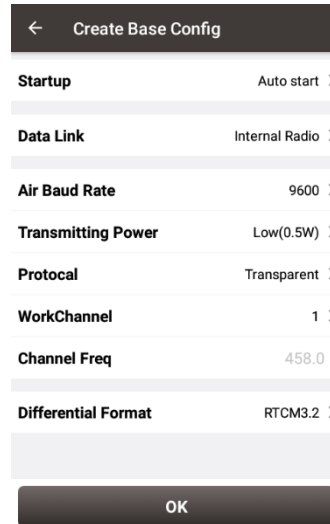 Create Base Config
Startup Auto start
Data Link Internal Radio
Air Baud Rate 9600
Transmitting Power Low(0.5W)
Protocal Transparent
WorkChannel 1
Channel Freq 458.0
Differential Format RTCM3.2
OK